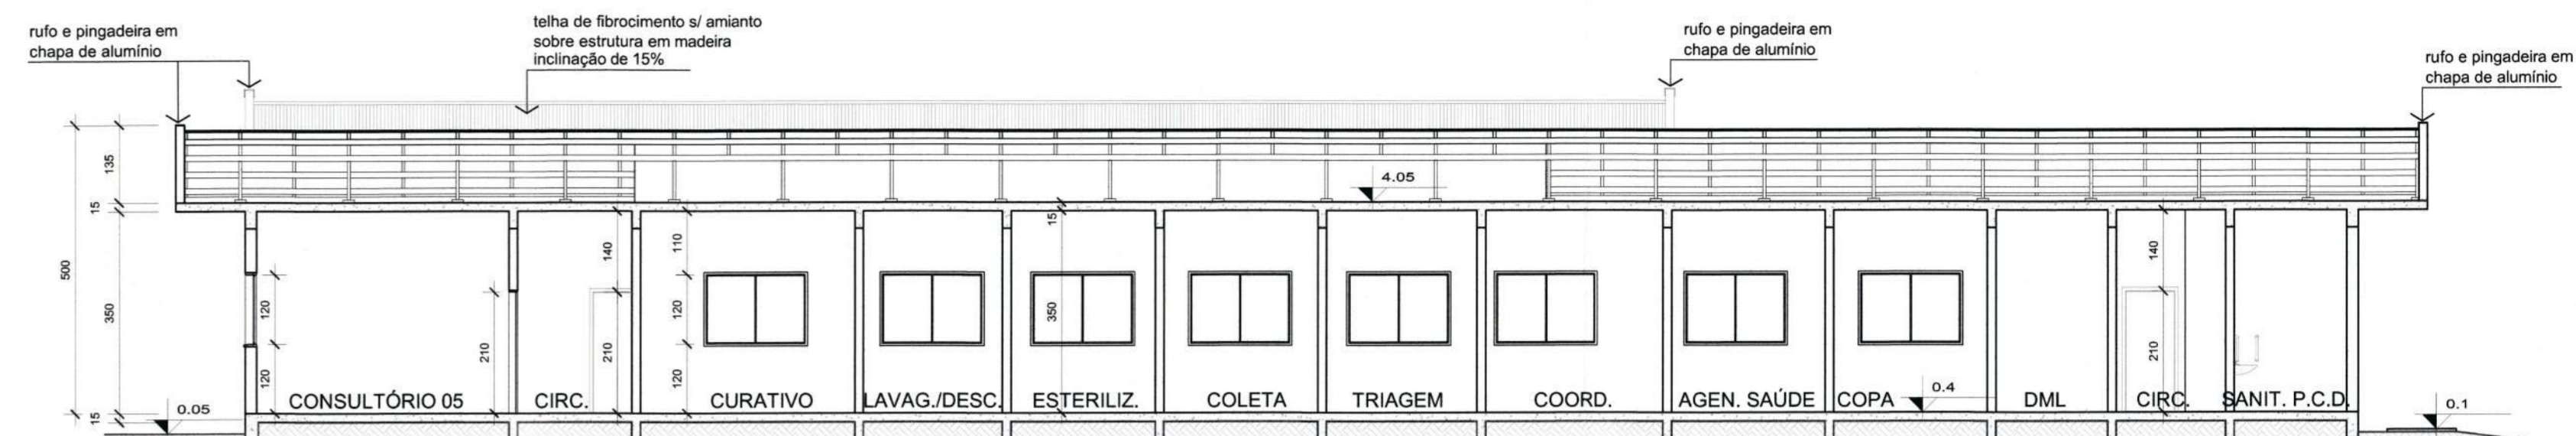 rufo e pingadeira em
chapa de alumínio
telha de fibrocimento s/ amianto
sobre estrutura em madeira
inclinação de 15%
rufo e pingadeira em
chapa de alumínio
rufo e pingadeira em
chapa de alumínio
135
15
500
350
15
4.05
15
140
110
140
120
120
350
210
210
120
120
210
CONSULTÓRIO 05
CIRC.
CURATIVO
LAVAG./DESC.
ESTERILIZ.
COLETA
TRIAGEM
COORD.
AGEN. SAÚDE
COPA
0.4
DML
CIRC.
SANIT. P.C.D.
0.05
0.1